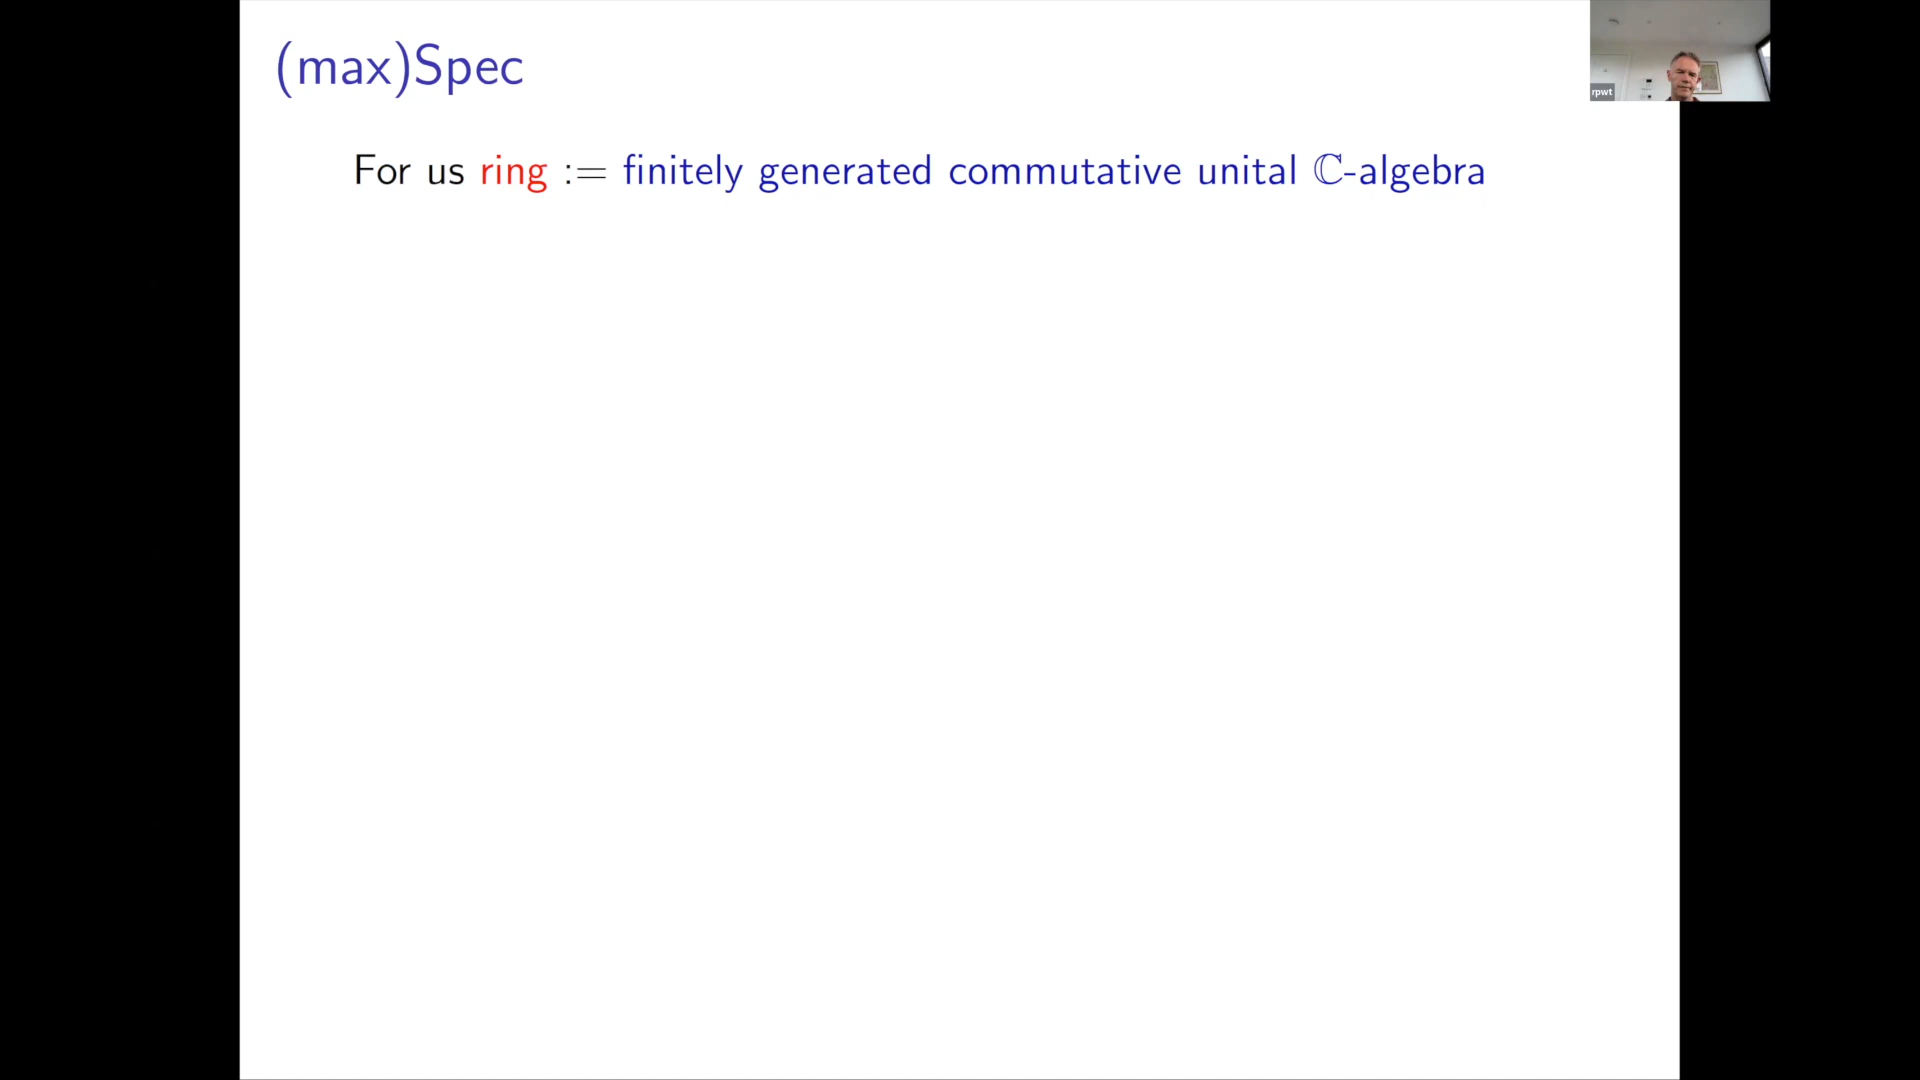 (max)Spec
rpwt
For us ring := finitely generated commutative unital ℂ-algebra